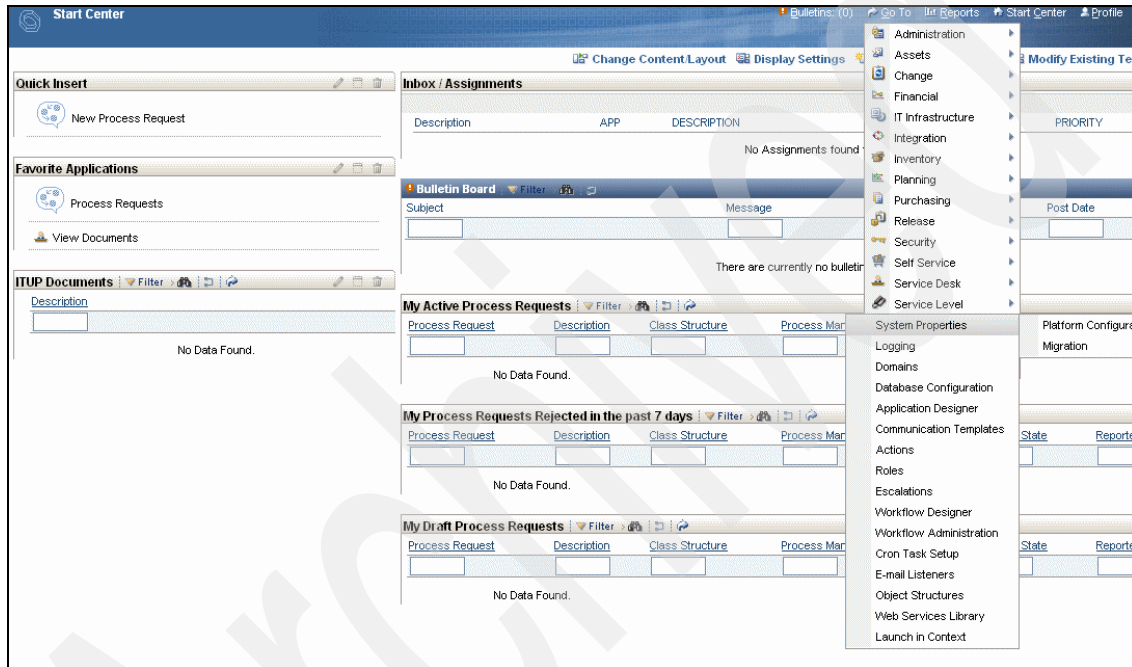 Start Center
Bulletins: (0) Go To Reports Start Center Profile
Change Content/Layout Display Settings Modify Existing Te
Quick Insert
New Process Request
Favorite Applications
Process Requests
View Documents
ITUP Documents Filter
Description
No Data Found.
Inbox / Assignments
Description APP DESCRIPTION PRIORITY
No Assignments found
Bulletin Board Filter
Subject Message Post Date
There are currently no bulletin
My Active Process Requests Filter
Process Request Description Class Structure Process Man
No Data Found.
My Process Requests Rejected in the past 7 days Filter
Process Request Description Class Structure Process Man State Reporte
No Data Found.
My Draft Process Requests Filter
Process Request Description Class Structure Process Man State Reporte
No Data Found.
Administration
Assets
Change
Financial
IT Infrastructure
Integration
Inventory
Planning
Purchasing
Release
Security
Self Service
Service Desk
Service Level
System Properties
Logging
Domains
Database Configuration
Application Designer
Communication Templates
Actions
Roles
Escalations
Workflow Designer
Workflow Administration
Cron Task Setup
E-mail Listeners
Object Structures
Web Services Library
Launch in Context
Platform Configura
Migration